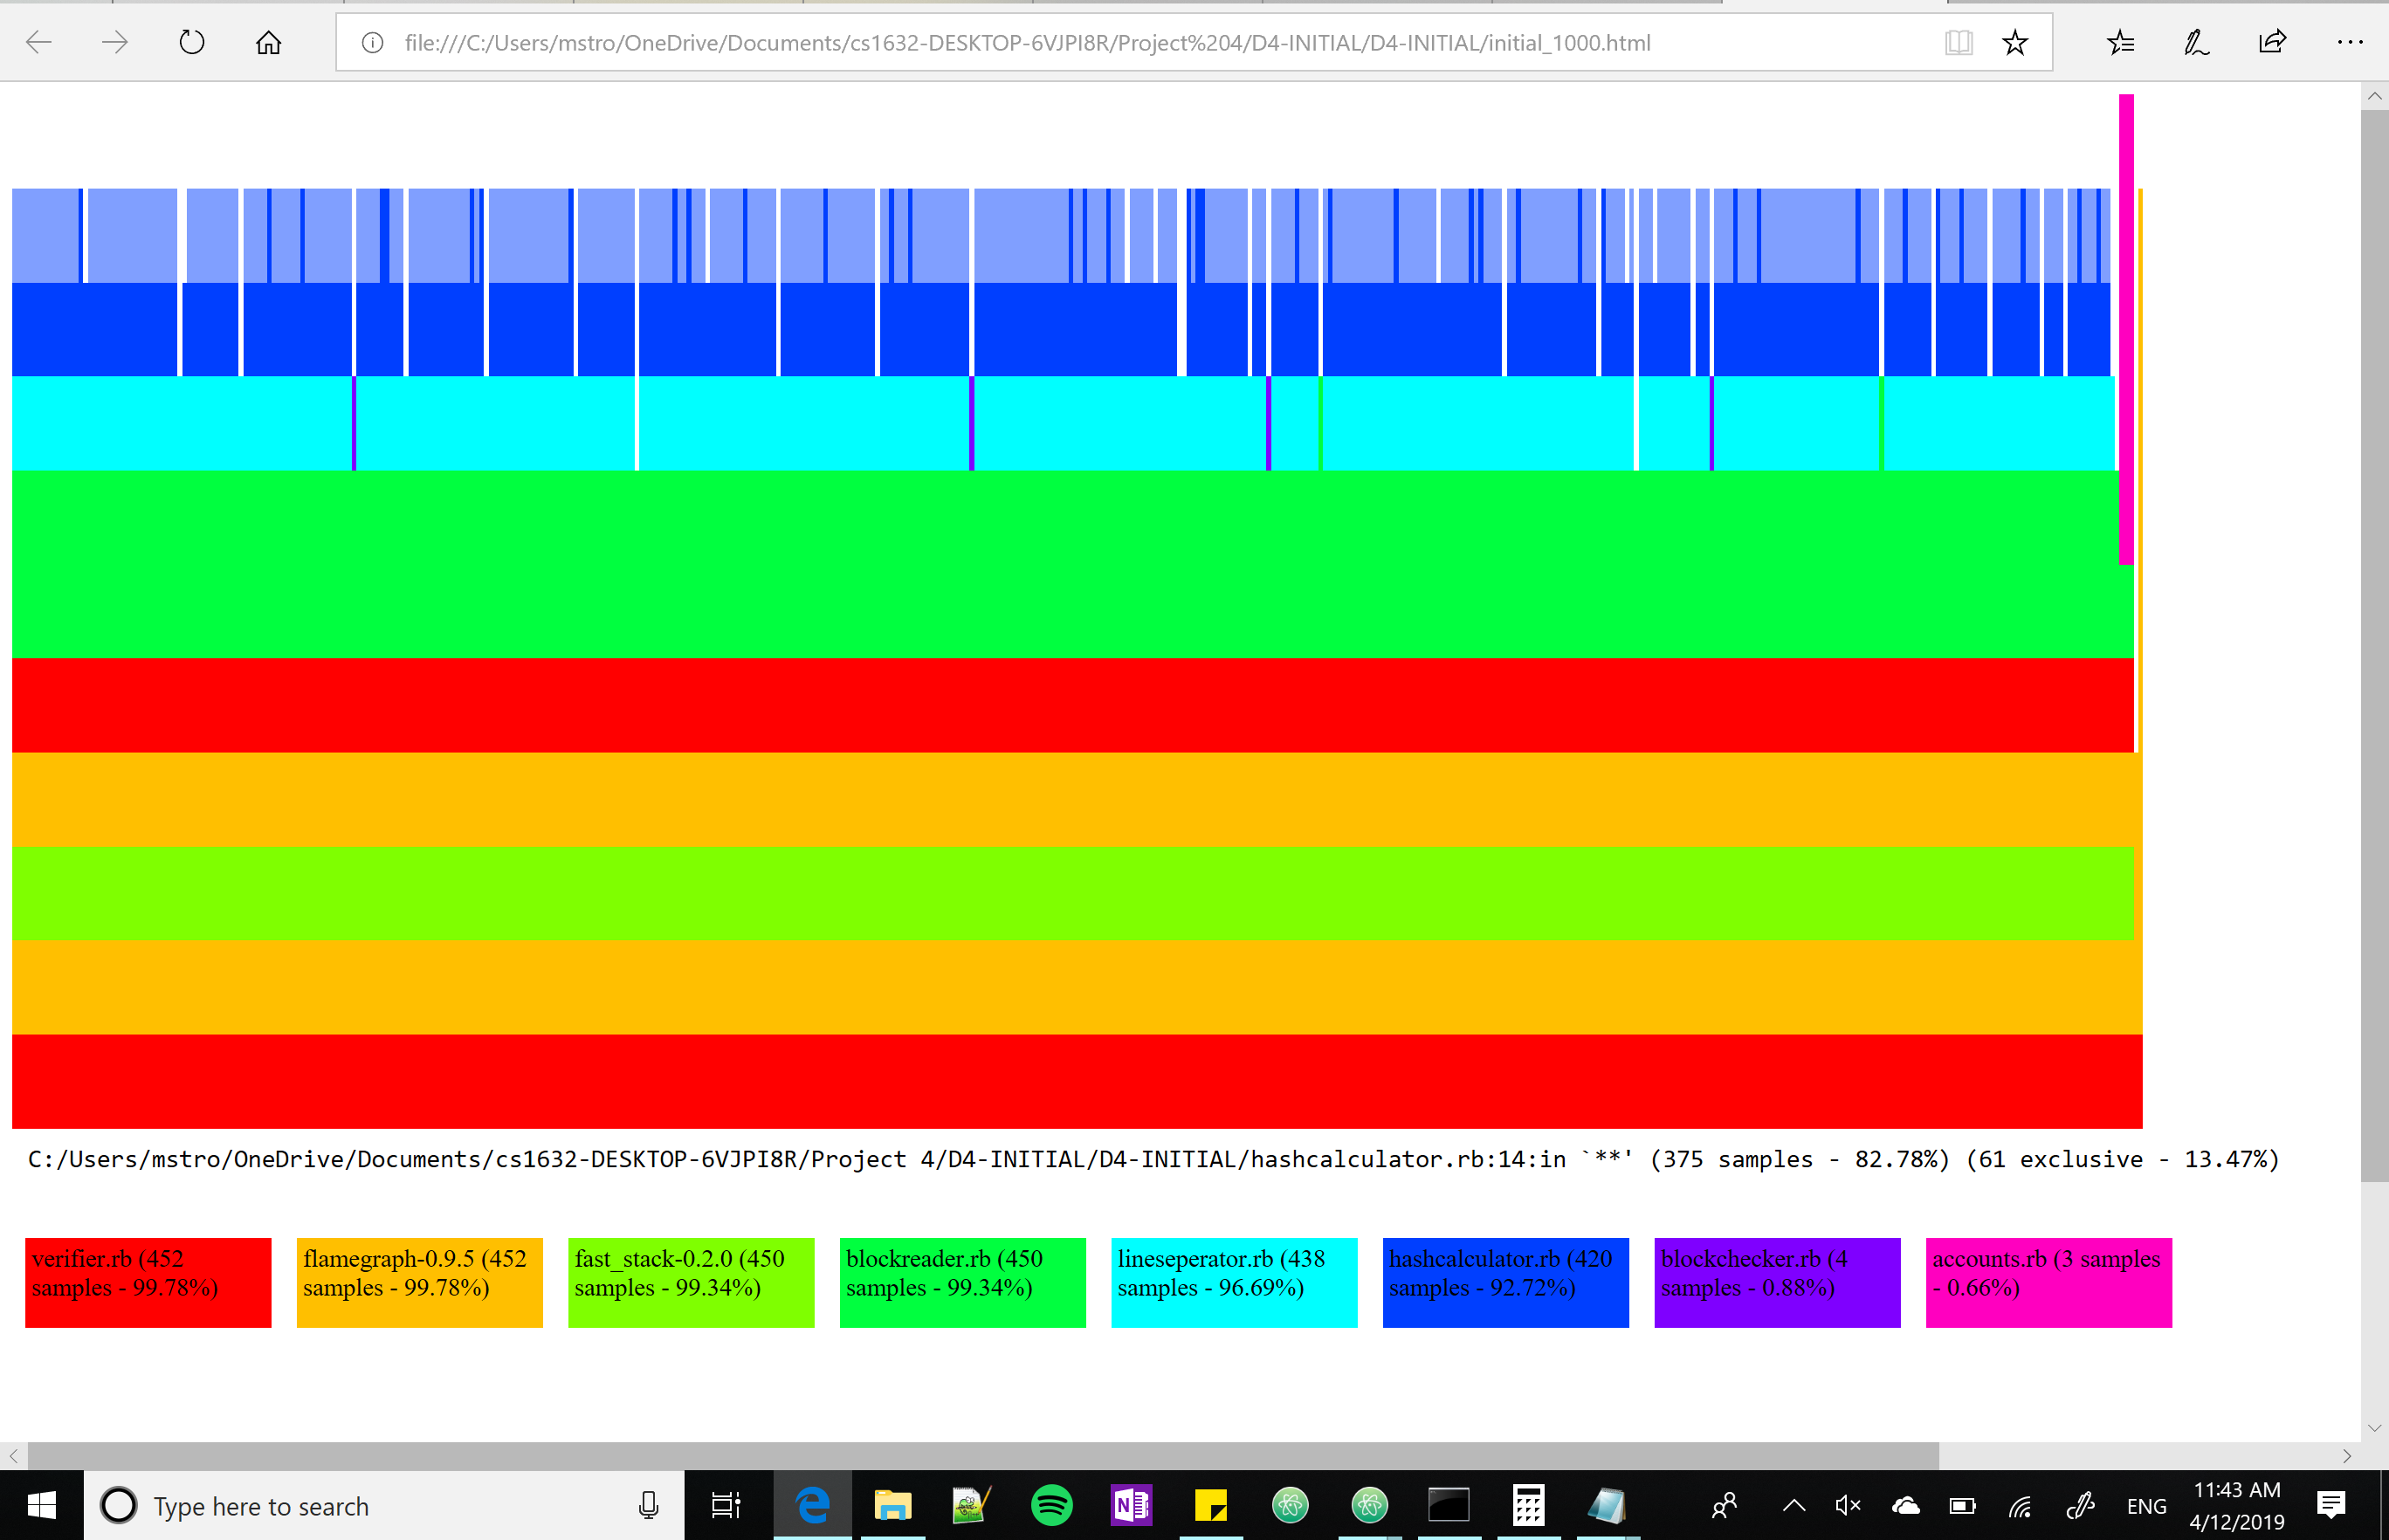 file:///C:/Users/mstro/OneDrive/Documents/cs1632-DESKTOP-6VJPI8R/Project%204/D4-INITIAL/D4-INITIAL/initial_1000.html
C:/Users/mstro/OneDrive/Documents/cs1632-DESKTOP-6VJPI8R/Project 4/D4-INITIAL/D4-INITIAL/hashcalculator.rb:14:in `**' (375 samples - 82.78%) (61 exclusive - 13.47%)
verifier.rb (452
samples - 99.78%)
flamegraph-0.9.5 (452
samples - 99.78%)
fast_stack-0.2.0 (450
samples - 99.34%)
blockreader.rb (450
samples - 99.34%)
lineseperator.rb (438
samples - 96.69%)
hashcalculator.rb (420
samples - 92.72%)
blockchecker.rb (4
samples - 0.88%)
accounts.rb (3 samples
- 0.66%)
Type here to search
N
ENG
11:43 AM
4/12/2019